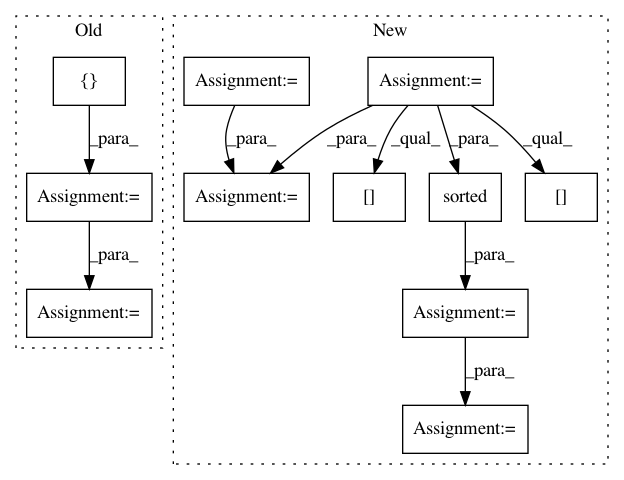 Old
New
{}
Assignment:=
Assignment:=
_para_
_para_
_para_
_qual_
_para_
_qual_
Assignment:=
Assignment:=
[]
sorted
[]
_para_
_para_
Assignment:=
Assignment:=
_para_
Assignment:=